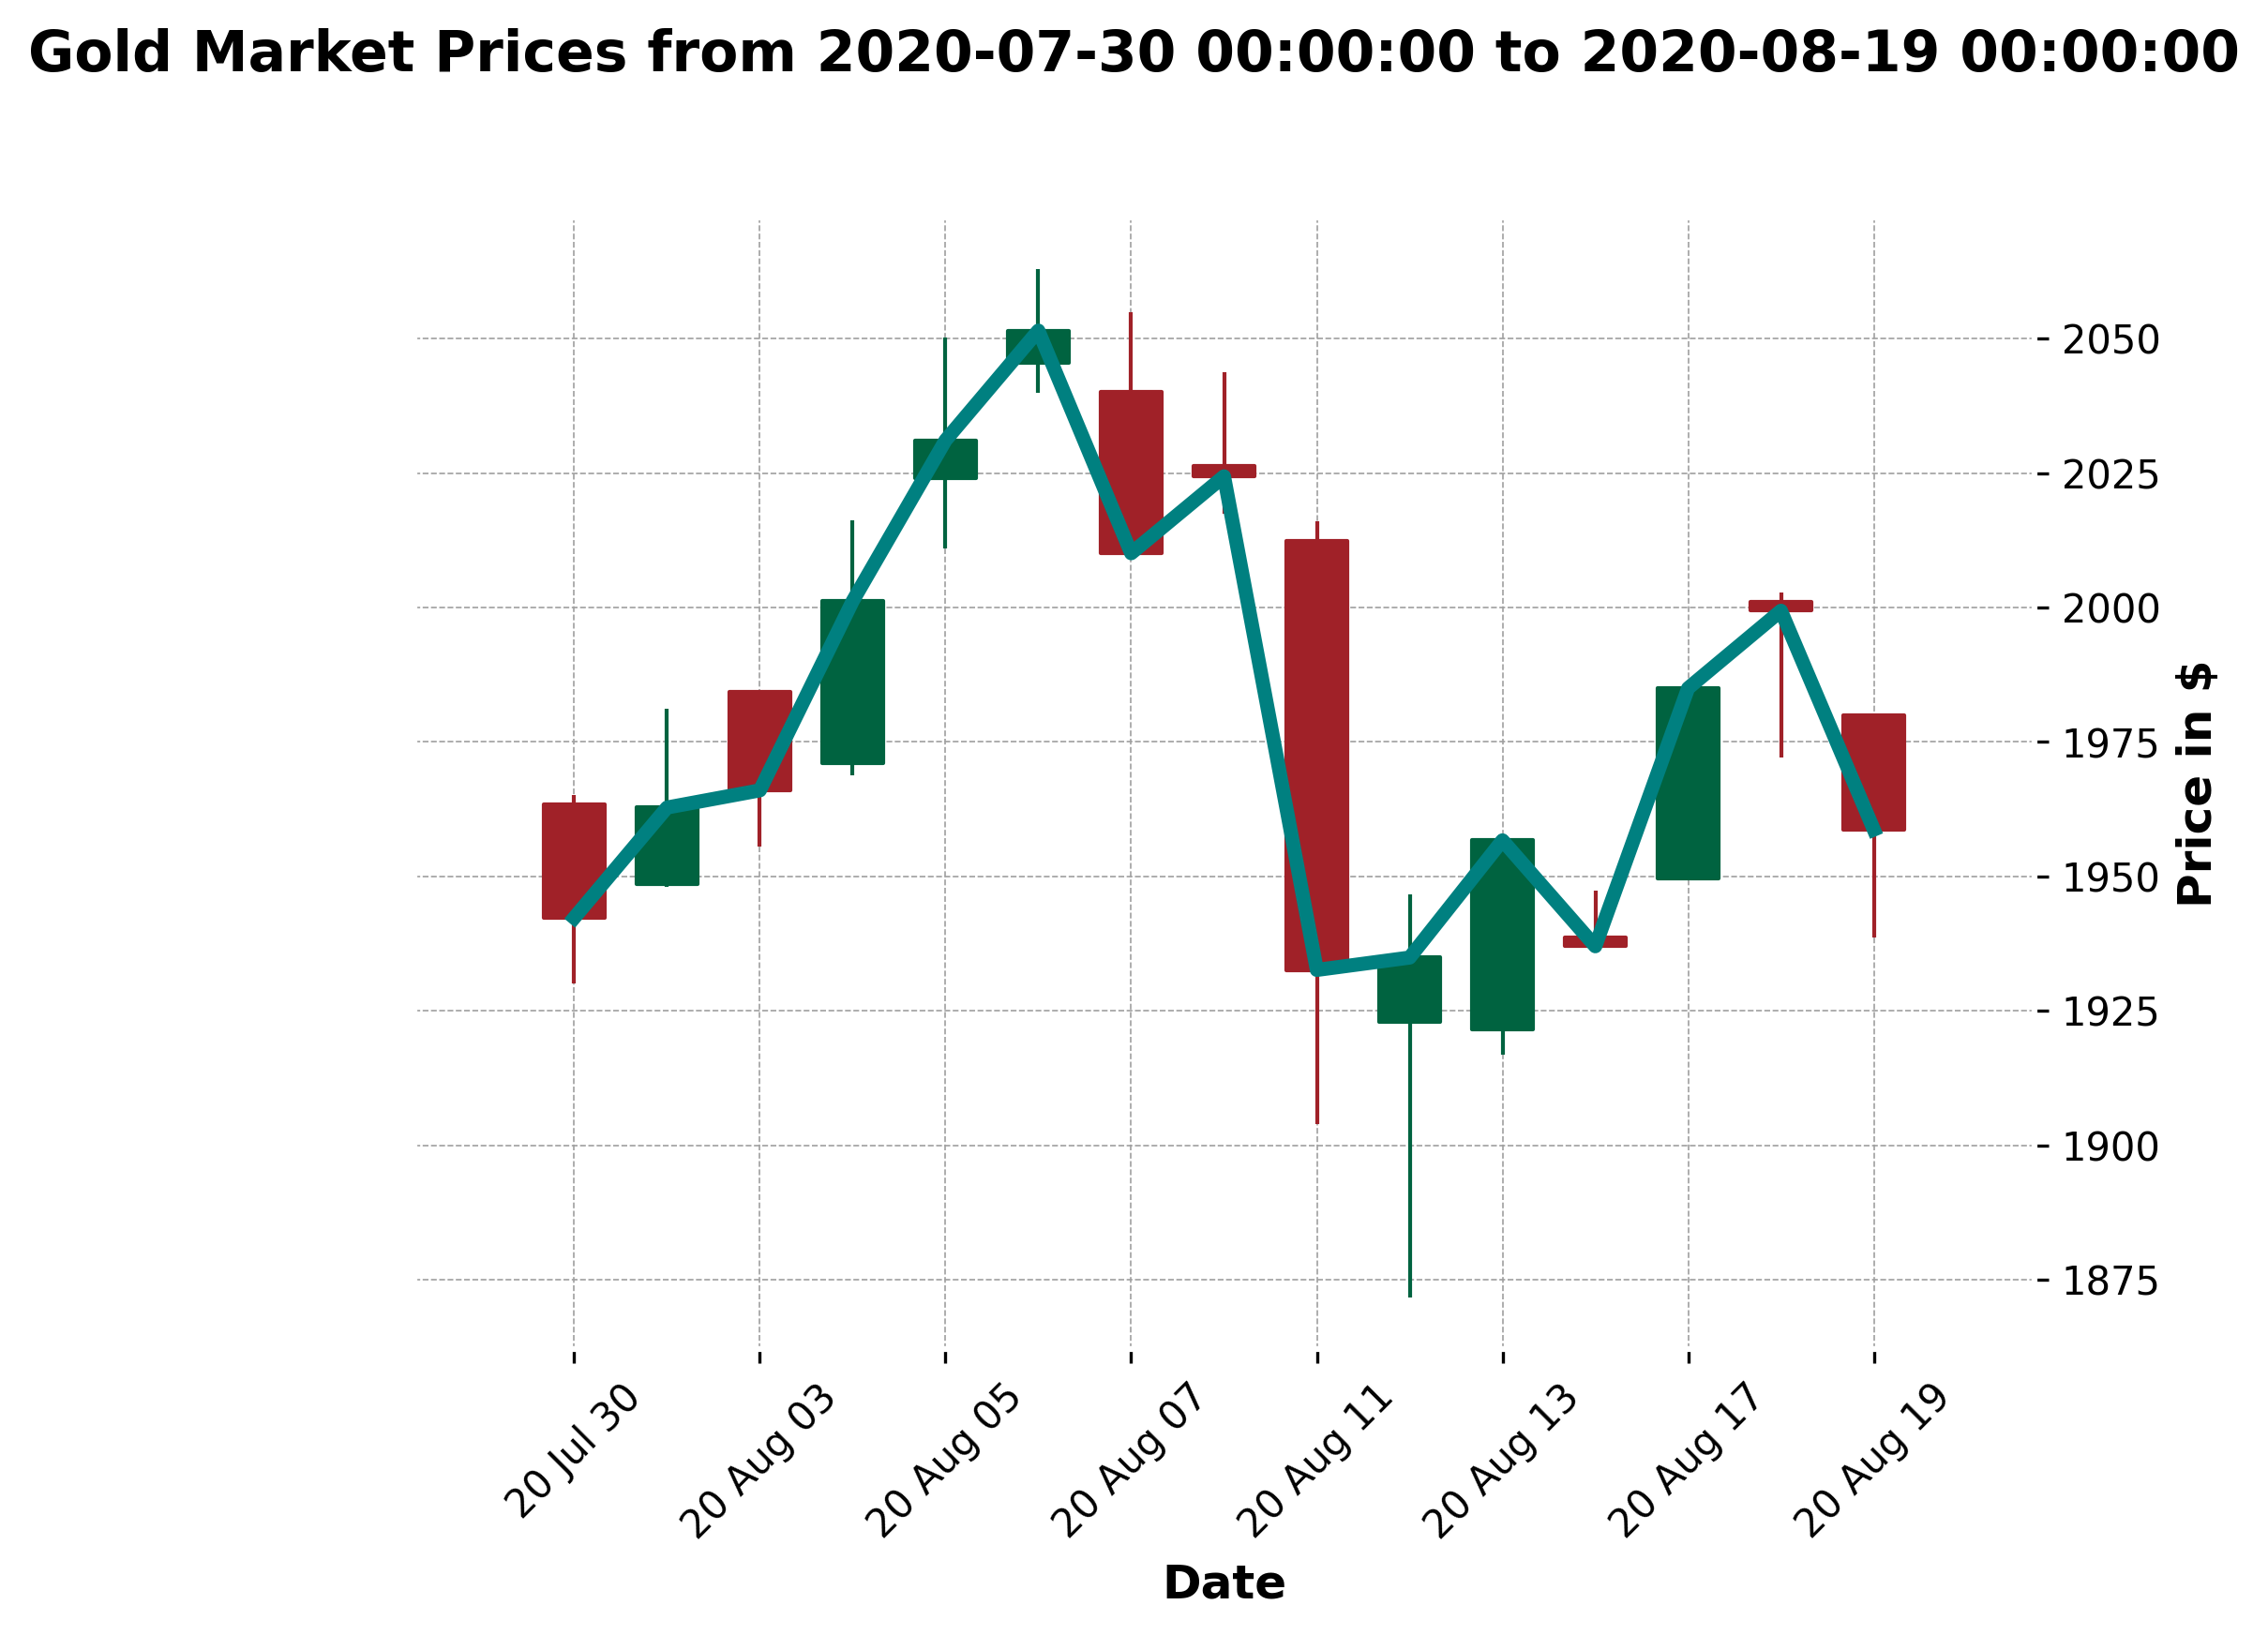 Gold Market Prices from 2020-07-30 00:00:00 to 2020-08-19 00:00:00
2050
2025
2000
1975
1950
1925
1900
1875
Price in $
20 Jul 30
20 Aug 03
20 Aug 05
20 Aug 07
20 Aug 11
20 Aug 13
20 Aug 17
20 Aug 19
Date